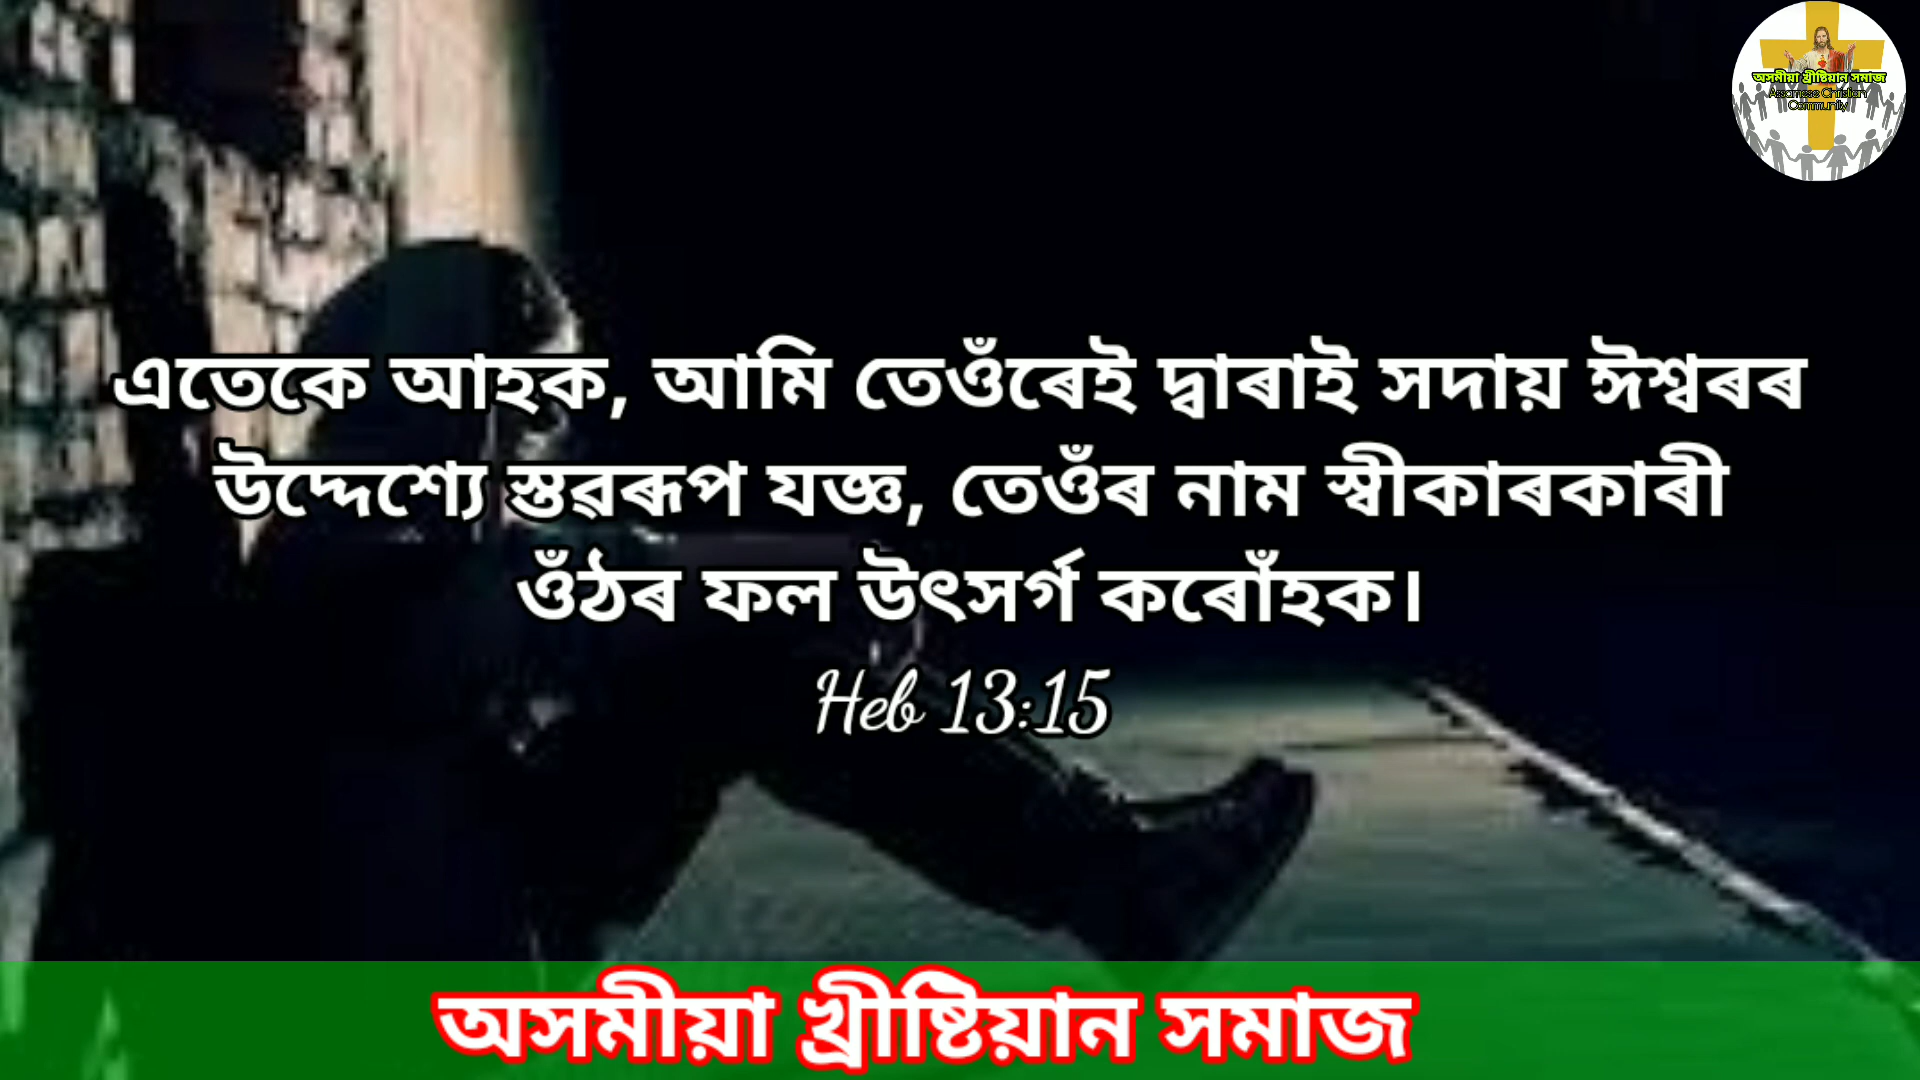 অসমীয়া খ্ৰীষ্টিয়ান সমাজ
Assamese Christian
Community
এতেকে আহক, আমি তেওঁৰেই দ্বাৰাই সদায় ঈশ্বৰৰ
উদ্দেশ্যে স্তৱৰূপ যজ্ঞ, তেওঁৰ নাম স্বীকাৰকাৰী
ওঁঠৰ ফল উৎসৰ্গ কৰোঁহক।
Heb 13:15
অসমীয়া খ্ৰীষ্টিয়ান সমাজ